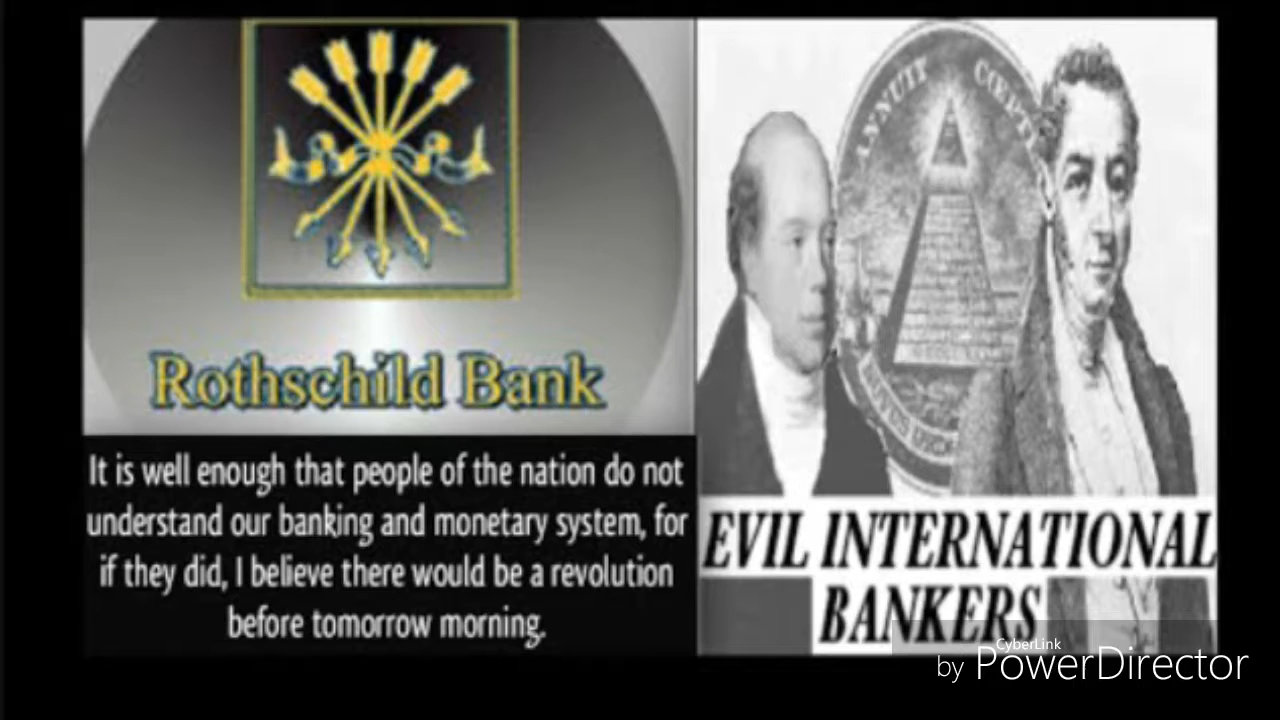 Rothschild Bank
It is well enough that people of the nation do not
understand our banking and monetary system, for
if they did, I believe there would be a revolution
before tomorrow morning.
ANNUIT CŒPTI
EVIL INTERNATIONAL
BANKERS
CyberLink
by PowerDirector